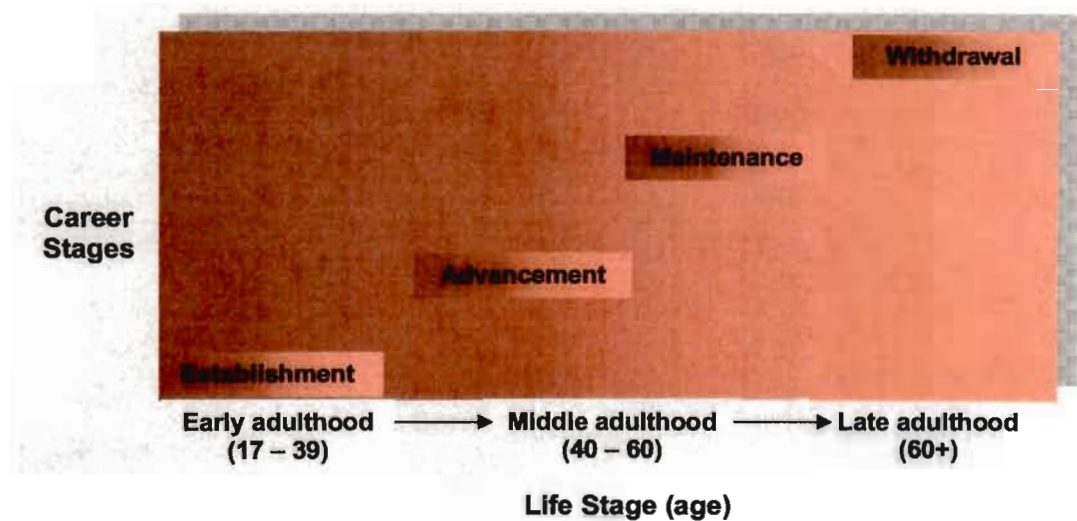 Withdrawal
Maintenance
Career
Stages
Advancement
Establishment
Early adulthood
(17 – 39)
Middle adulthood
(40 – 60)
Late adulthood
(60+)
Life Stage (age)